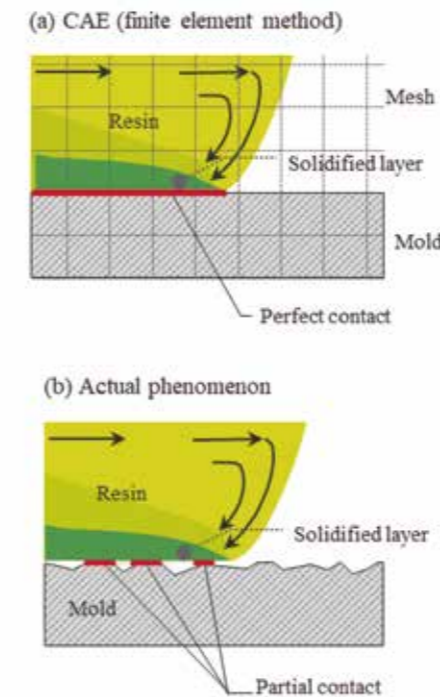 (a) CAE (finite element method)
Mesh
Resin
Solidified layer
Mold
Perfect contact
(b) Actual phenomenon
Resin
Solidified layer
Mold
Partial contact